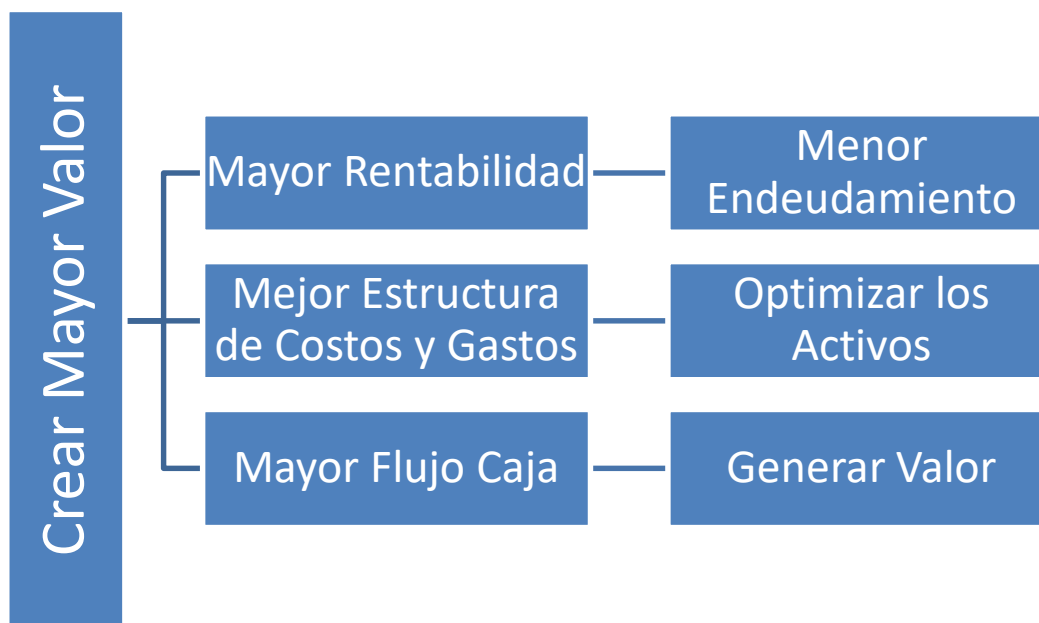 Crear Mayor Valor
Mayor Rentabilidad
Menor
Endeudamiento
Mejor Estructura
de Costos y Gastos
Optimizar los
Activos
Mayor Flujo Caja
Generar Valor